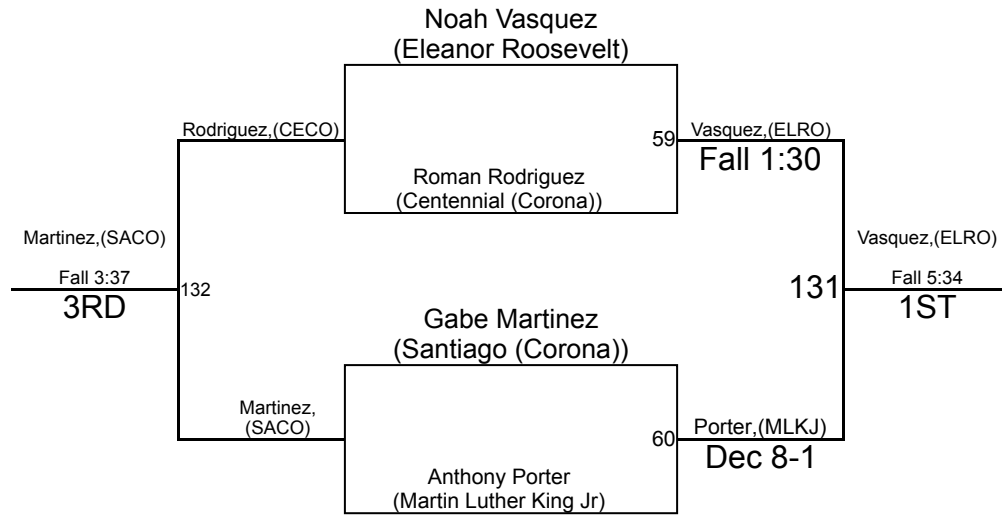 Noah Vasquez
(Eleanor Roosevelt)
Rodriguez,(CECO)
59
Vasquez,(ELRO)
Fall 1:30
Roman Rodriguez
(Centennial (Corona))
Martinez,(SACO)
Fall 3:37
3RD
132
Vasquez,(ELRO)
131
Fall 5:34
1ST
Gabe Martinez
(Santiago (Corona))
Martinez,
(SACO)
60
Porter,(MLKJ)
Dec 8-1
Anthony Porter
(Martin Luther King Jr)